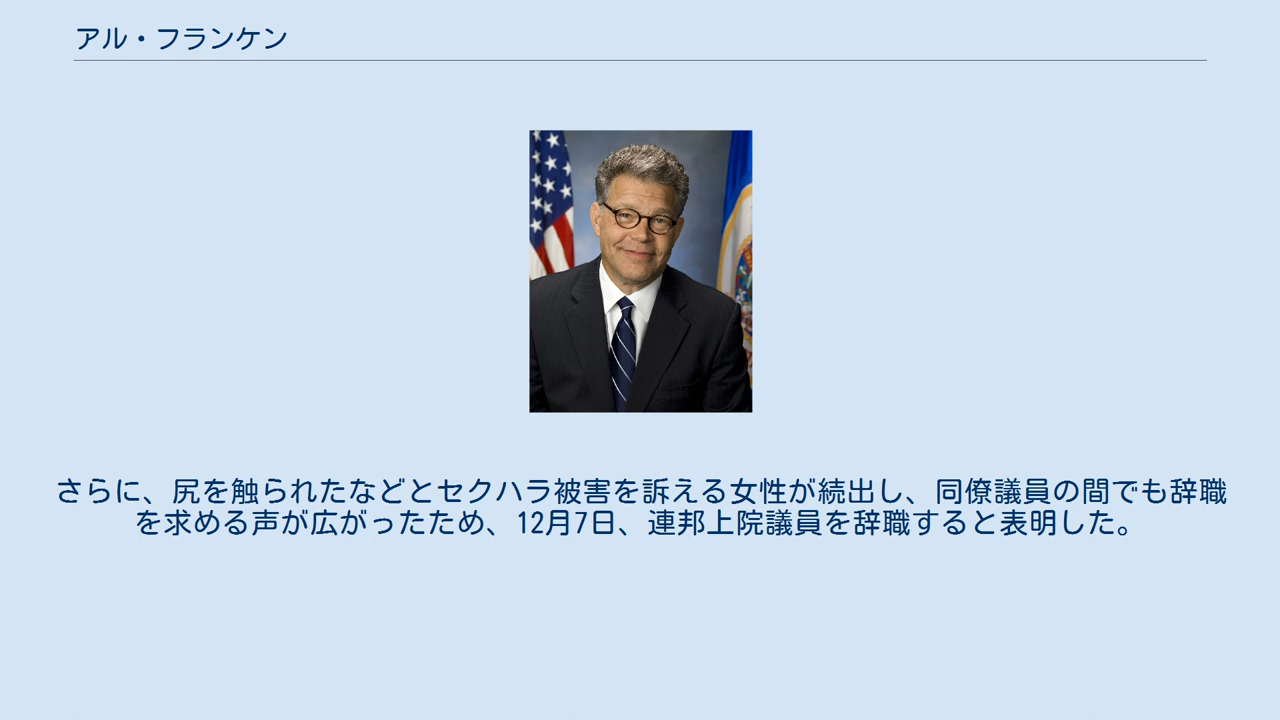 アル・フランケン
さらに、尻を触られたなどとセクハラ被害を訴える女性が続出し、同僚議員の間でも辞職
を求める声が広がったため、12月7日、連邦上院議員を辞職すると表明した。